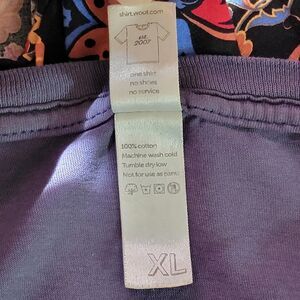 shirt.woot.com
est.
2007
one shirt
no shoes
no service
100% cotton
Machine wash cold
Tumble dry low
Not for use as pants
XL